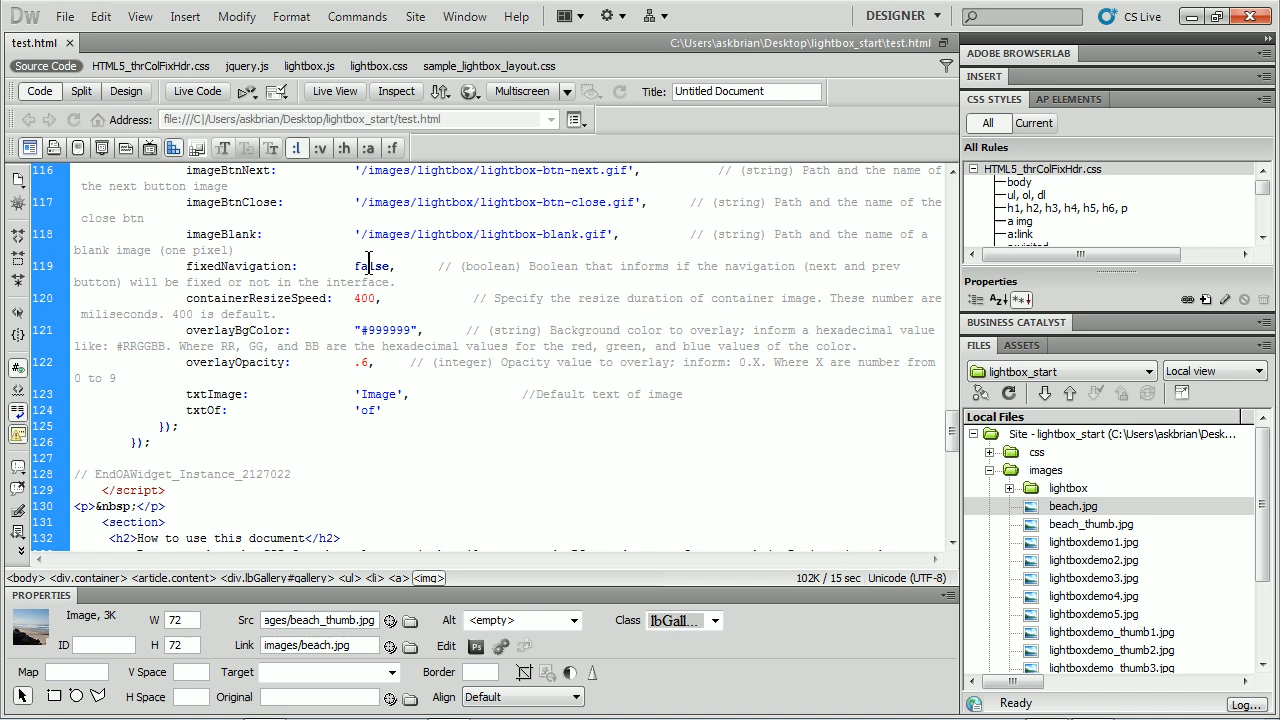 Dw File Edit View Insert Modify Format Commands Site Window Help DESIGNER CS Live
test.html C:\Users\askbrian\Desktop\lightbox_start\test.html
Source Code HTML5_thrColFixHdr.css jquery.js lightbox.js lightbox.css sample_lightbox_layout.css
Code Split Design Live Code Live View Inspect Multiscreen Title: Untitled Document
Address: file:///C|/Users/askbrian/Desktop/lightbox_start/test.html
:l :v :h :a :f
116 imageBtnNext: '/images/lightbox/lightbox-btn-next.gif', // (string) Path and the name of
the next button image
117 imageBtnClose: '/images/lightbox/lightbox-btn-close.gif', // (string) Path and the name of the
close btn
118 imageBlank: '/images/lightbox/lightbox-blank.gif', // (string) Path and the name of a
blank image (one pixel)
119 fixedNavigation: false, // (boolean) Boolean that informs if the navigation (next and prev
button) will be fixed or not in the interface.
120 containerResizeSpeed: 400, // Specify the resize duration of container image. These number are
miliseconds. 400 is default.
121 overlayBgColor: "#999999", // (string) Background color to overlay; inform a hexadecimal value
like: #RRGGBB. Where RR, GG, and BB are the hexadecimal values for the red, green, and blue values of the color.
122 overlayOpacity: .6, // (integer) Opacity value to overlay; inform: 0.X. Where X are number from
0 to 9
123 txtImage: 'Image', //Default text of image
124 txtOf: 'of'
125 });
126 });
127
128 // EndOAWidget_Instance_2127022
129 </script>
130 <p>&nbsp;</p>
131 <section>
132 <h2>How to use this document</h2>
<body> <div.container> <article.content> <div.lbGallery#gallery> <ul> <li> <a> <img> 102K / 15 sec Unicode (UTF-8)
PROPERTIES
Image, 3K W 72 Src ages/beach_thumb.jpg Alt <empty> Class lbGall...
ID H 72 Link images/beach.jpg Edit Ps
Map V Space Target Border
H Space Original Align Default
ADOBE BROWSERLAB
INSERT
CSS STYLES AP ELEMENTS
All Current
All Rules
HTML5_thrColFixHdr.css
body
ul, ol, dl
h1, h2, h3, h4, h5, h6, p
a img
a:link
Properties
BUSINESS CATALYST
FILES ASSETS
lightbox_start Local view
Local Files
Site - lightbox_start (C:\Users\askbrian\Desk...
css
images
lightbox
beach.jpg
beach_thumb.jpg
lightboxdemo1.jpg
lightboxdemo2.jpg
lightboxdemo3.jpg
lightboxdemo4.jpg
lightboxdemo5.jpg
lightboxdemo_thumb1.jpg
lightboxdemo_thumb2.jpg
lightboxdemo_thumb3.jpg
Ready Log...